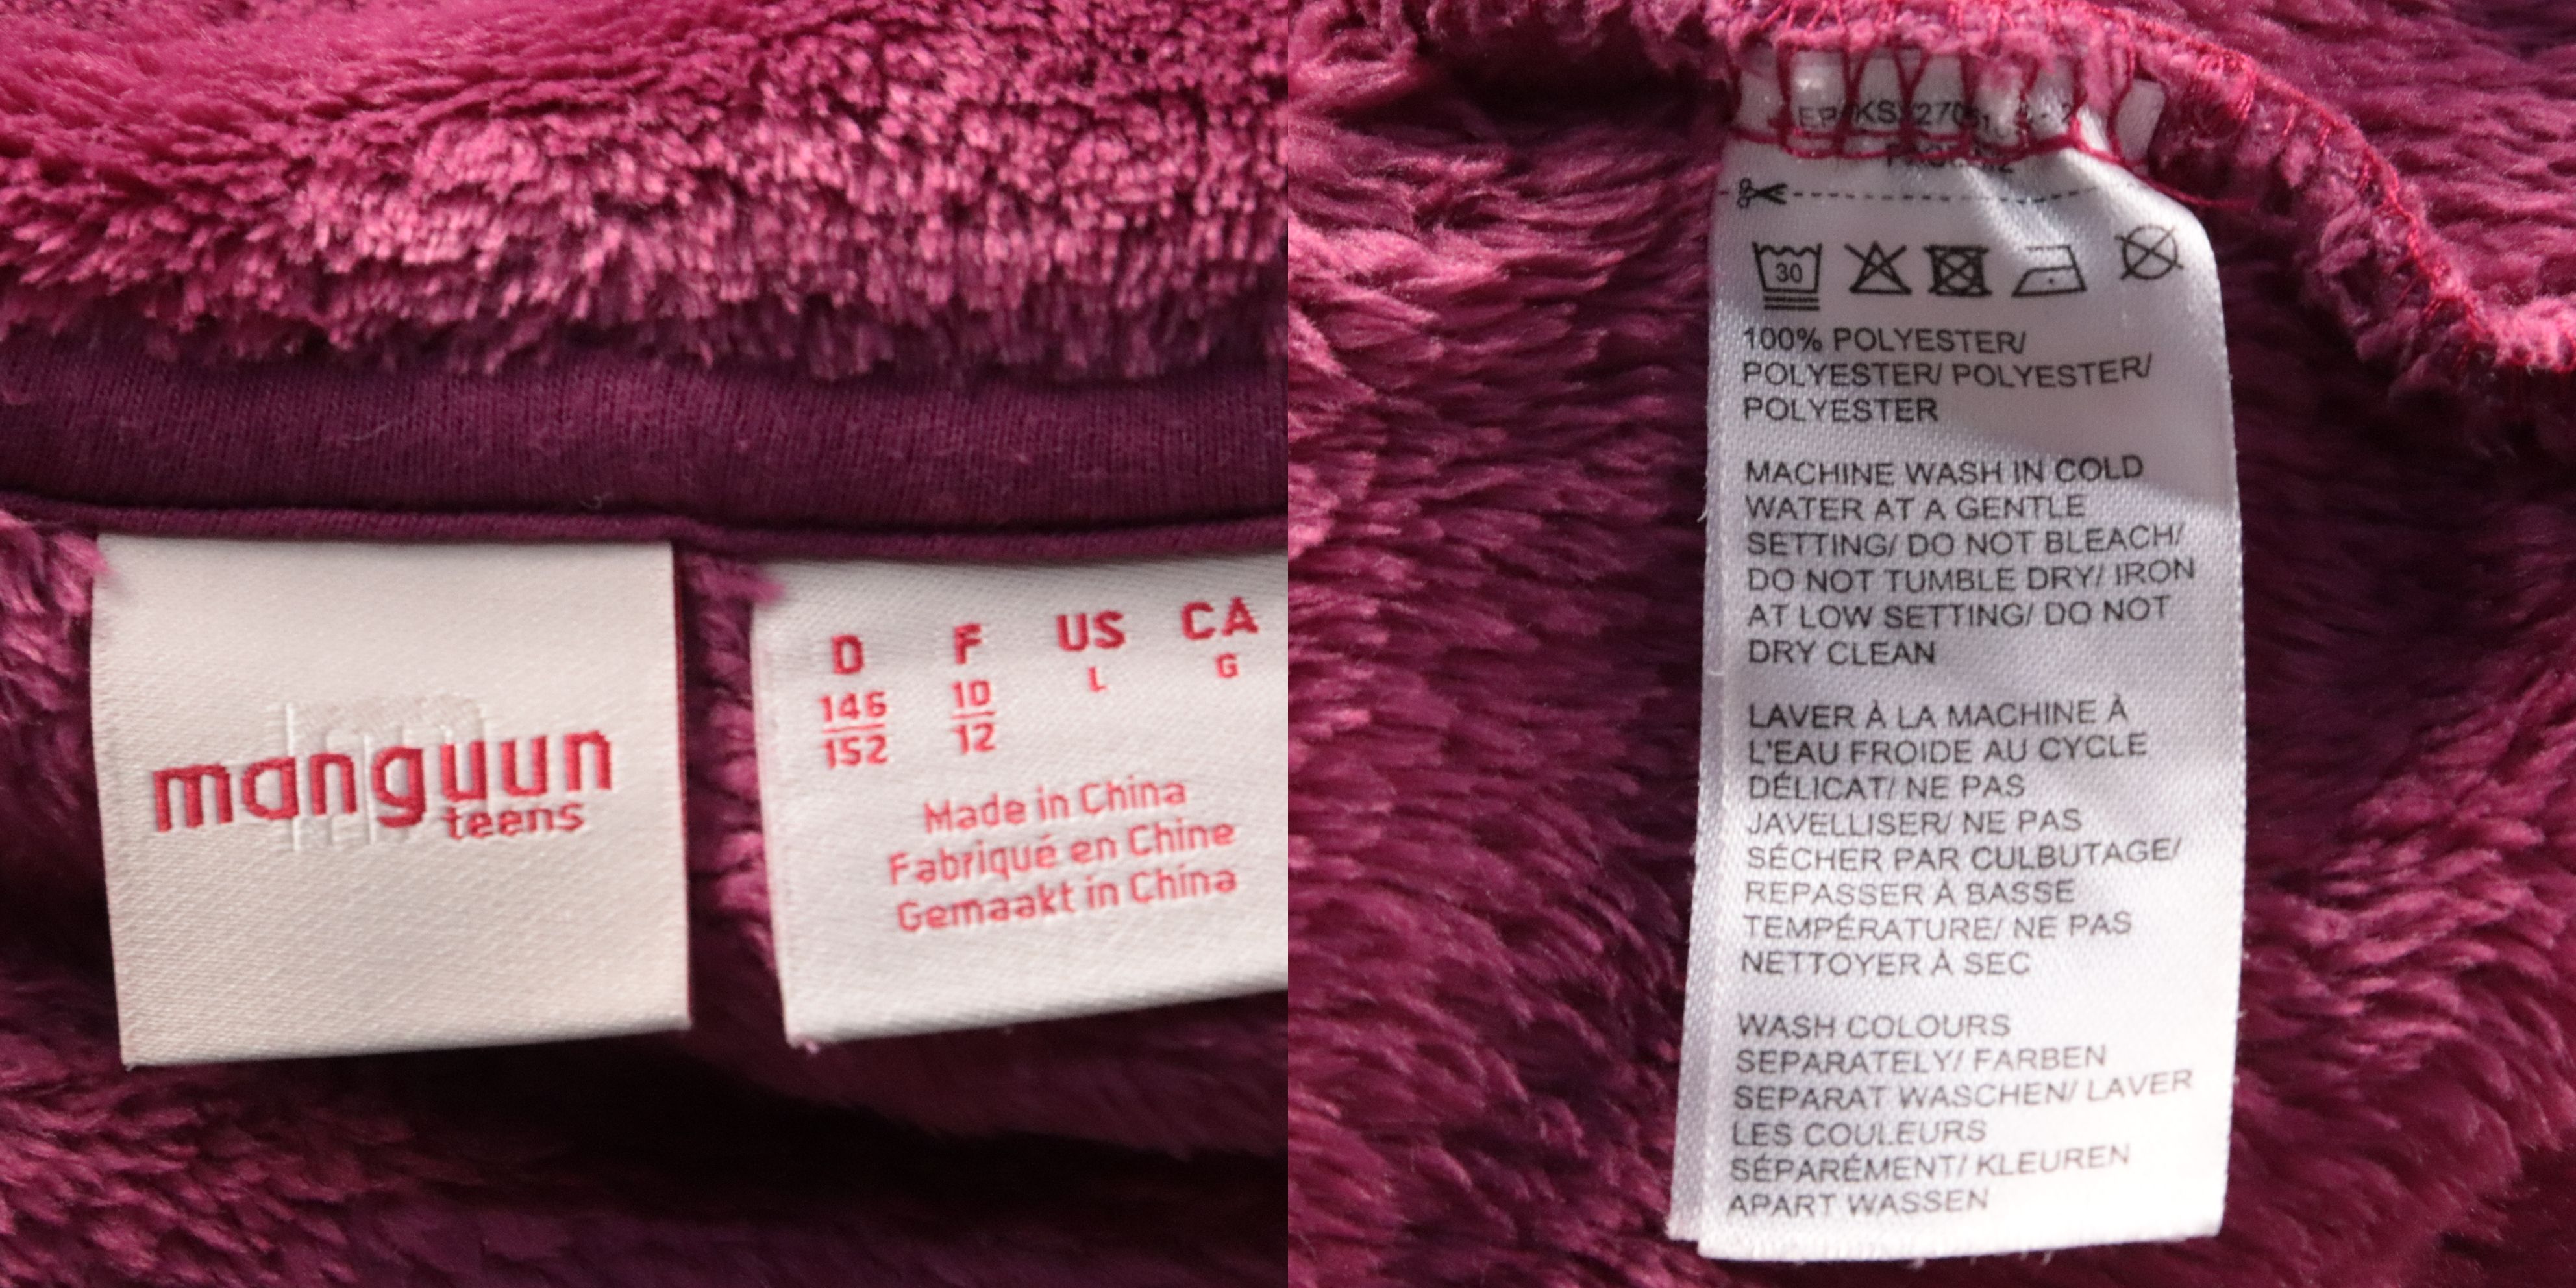 manguun
teens
D F US CA
146 10 L G
152 12
Made in China
Fabriqué en Chine
Gemaakt in China
30
100% POLYESTER/
POLYESTER/ POLYESTER/
POLYESTER
MACHINE WASH IN COLD
WATER AT A GENTLE
SETTING/ DO NOT BLEACH/
DO NOT TUMBLE DRY/ IRON
AT LOW SETTING/ DO NOT
DRY CLEAN
LAVER À LA MACHINE À
L'EAU FROIDE AU CYCLE
DÉLICAT/ NE PAS
JAVELLISER/ NE PAS
SÉCHER PAR CULBUTAGE/
REPASSER À BASSE
TEMPÉRATURE/ NE PAS
NETTOYER À SEC
WASH COLOURS
SEPARATELY/ FARBEN
SEPARAT WASCHEN/ LAVER
LES COULEURS
SÉPARÉMENT/ KLEUREN
APART WASSEN